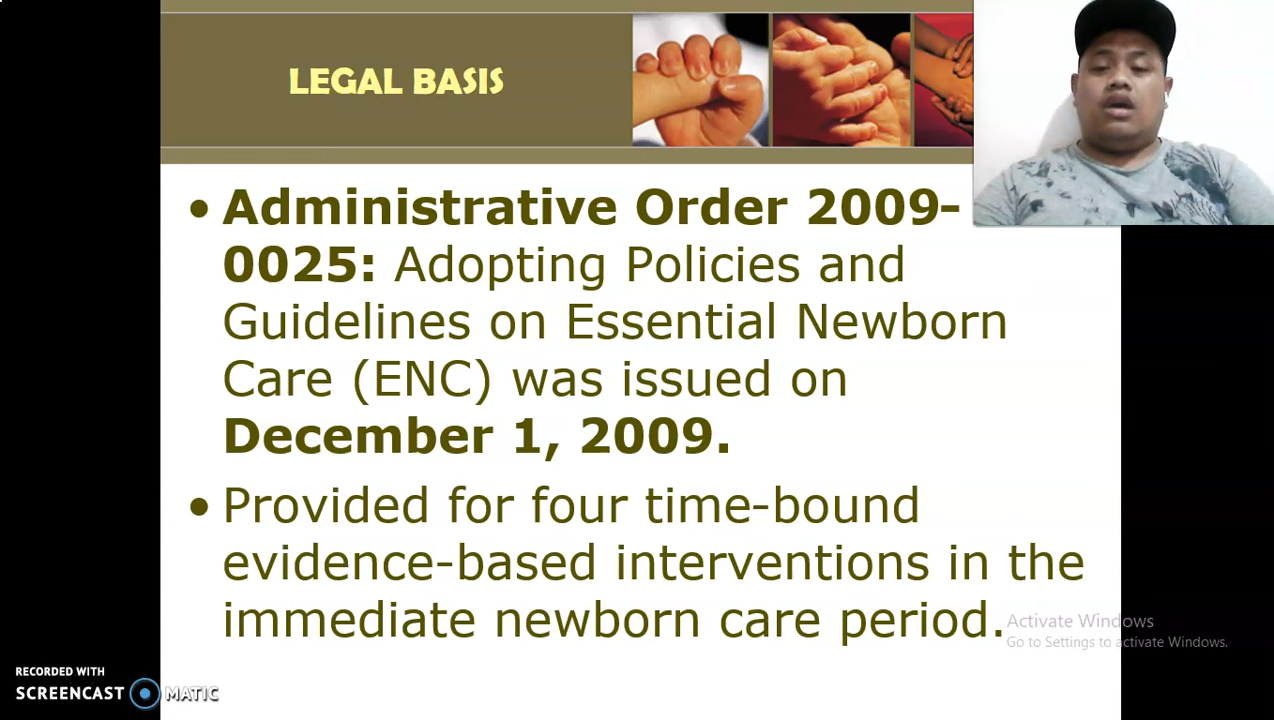 LEGAL BASIS
• Administrative Order 2009-
0025: Adopting Policies and
Guidelines on Essential Newborn
Care (ENC) was issued on
December 1, 2009.
• Provided for four time-bound
evidence-based interventions in the
immediate newborn care period.
Activate Windows
Go to Settings to activate Windows.
RECORDED WITH
SCREENCAST MATIC